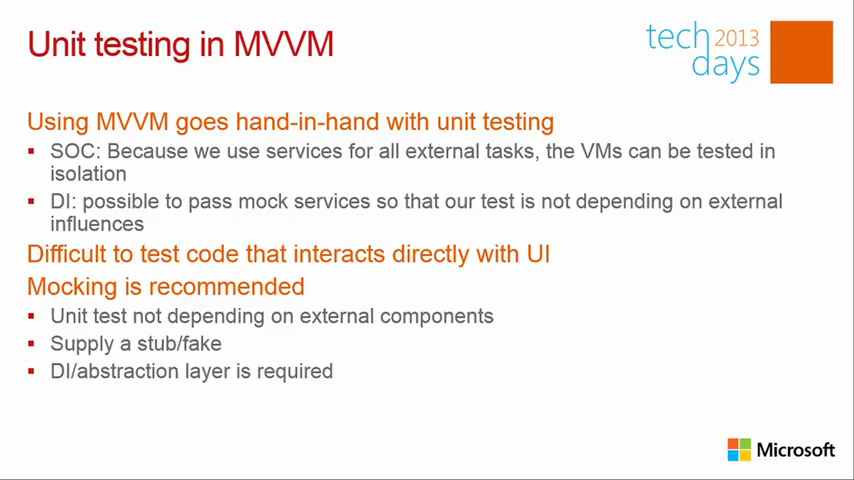 Unit testing in MVVM
tech 2013
days
Using MVVM goes hand-in-hand with unit testing
▪ SOC: Because we use services for all external tasks, the VMs can be tested in
isolation
▪ DI: possible to pass mock services so that our test is not depending on external
influences
Difficult to test code that interacts directly with UI
Mocking is recommended
▪ Unit test not depending on external components
▪ Supply a stub/fake
▪ DI/abstraction layer is required
Microsoft